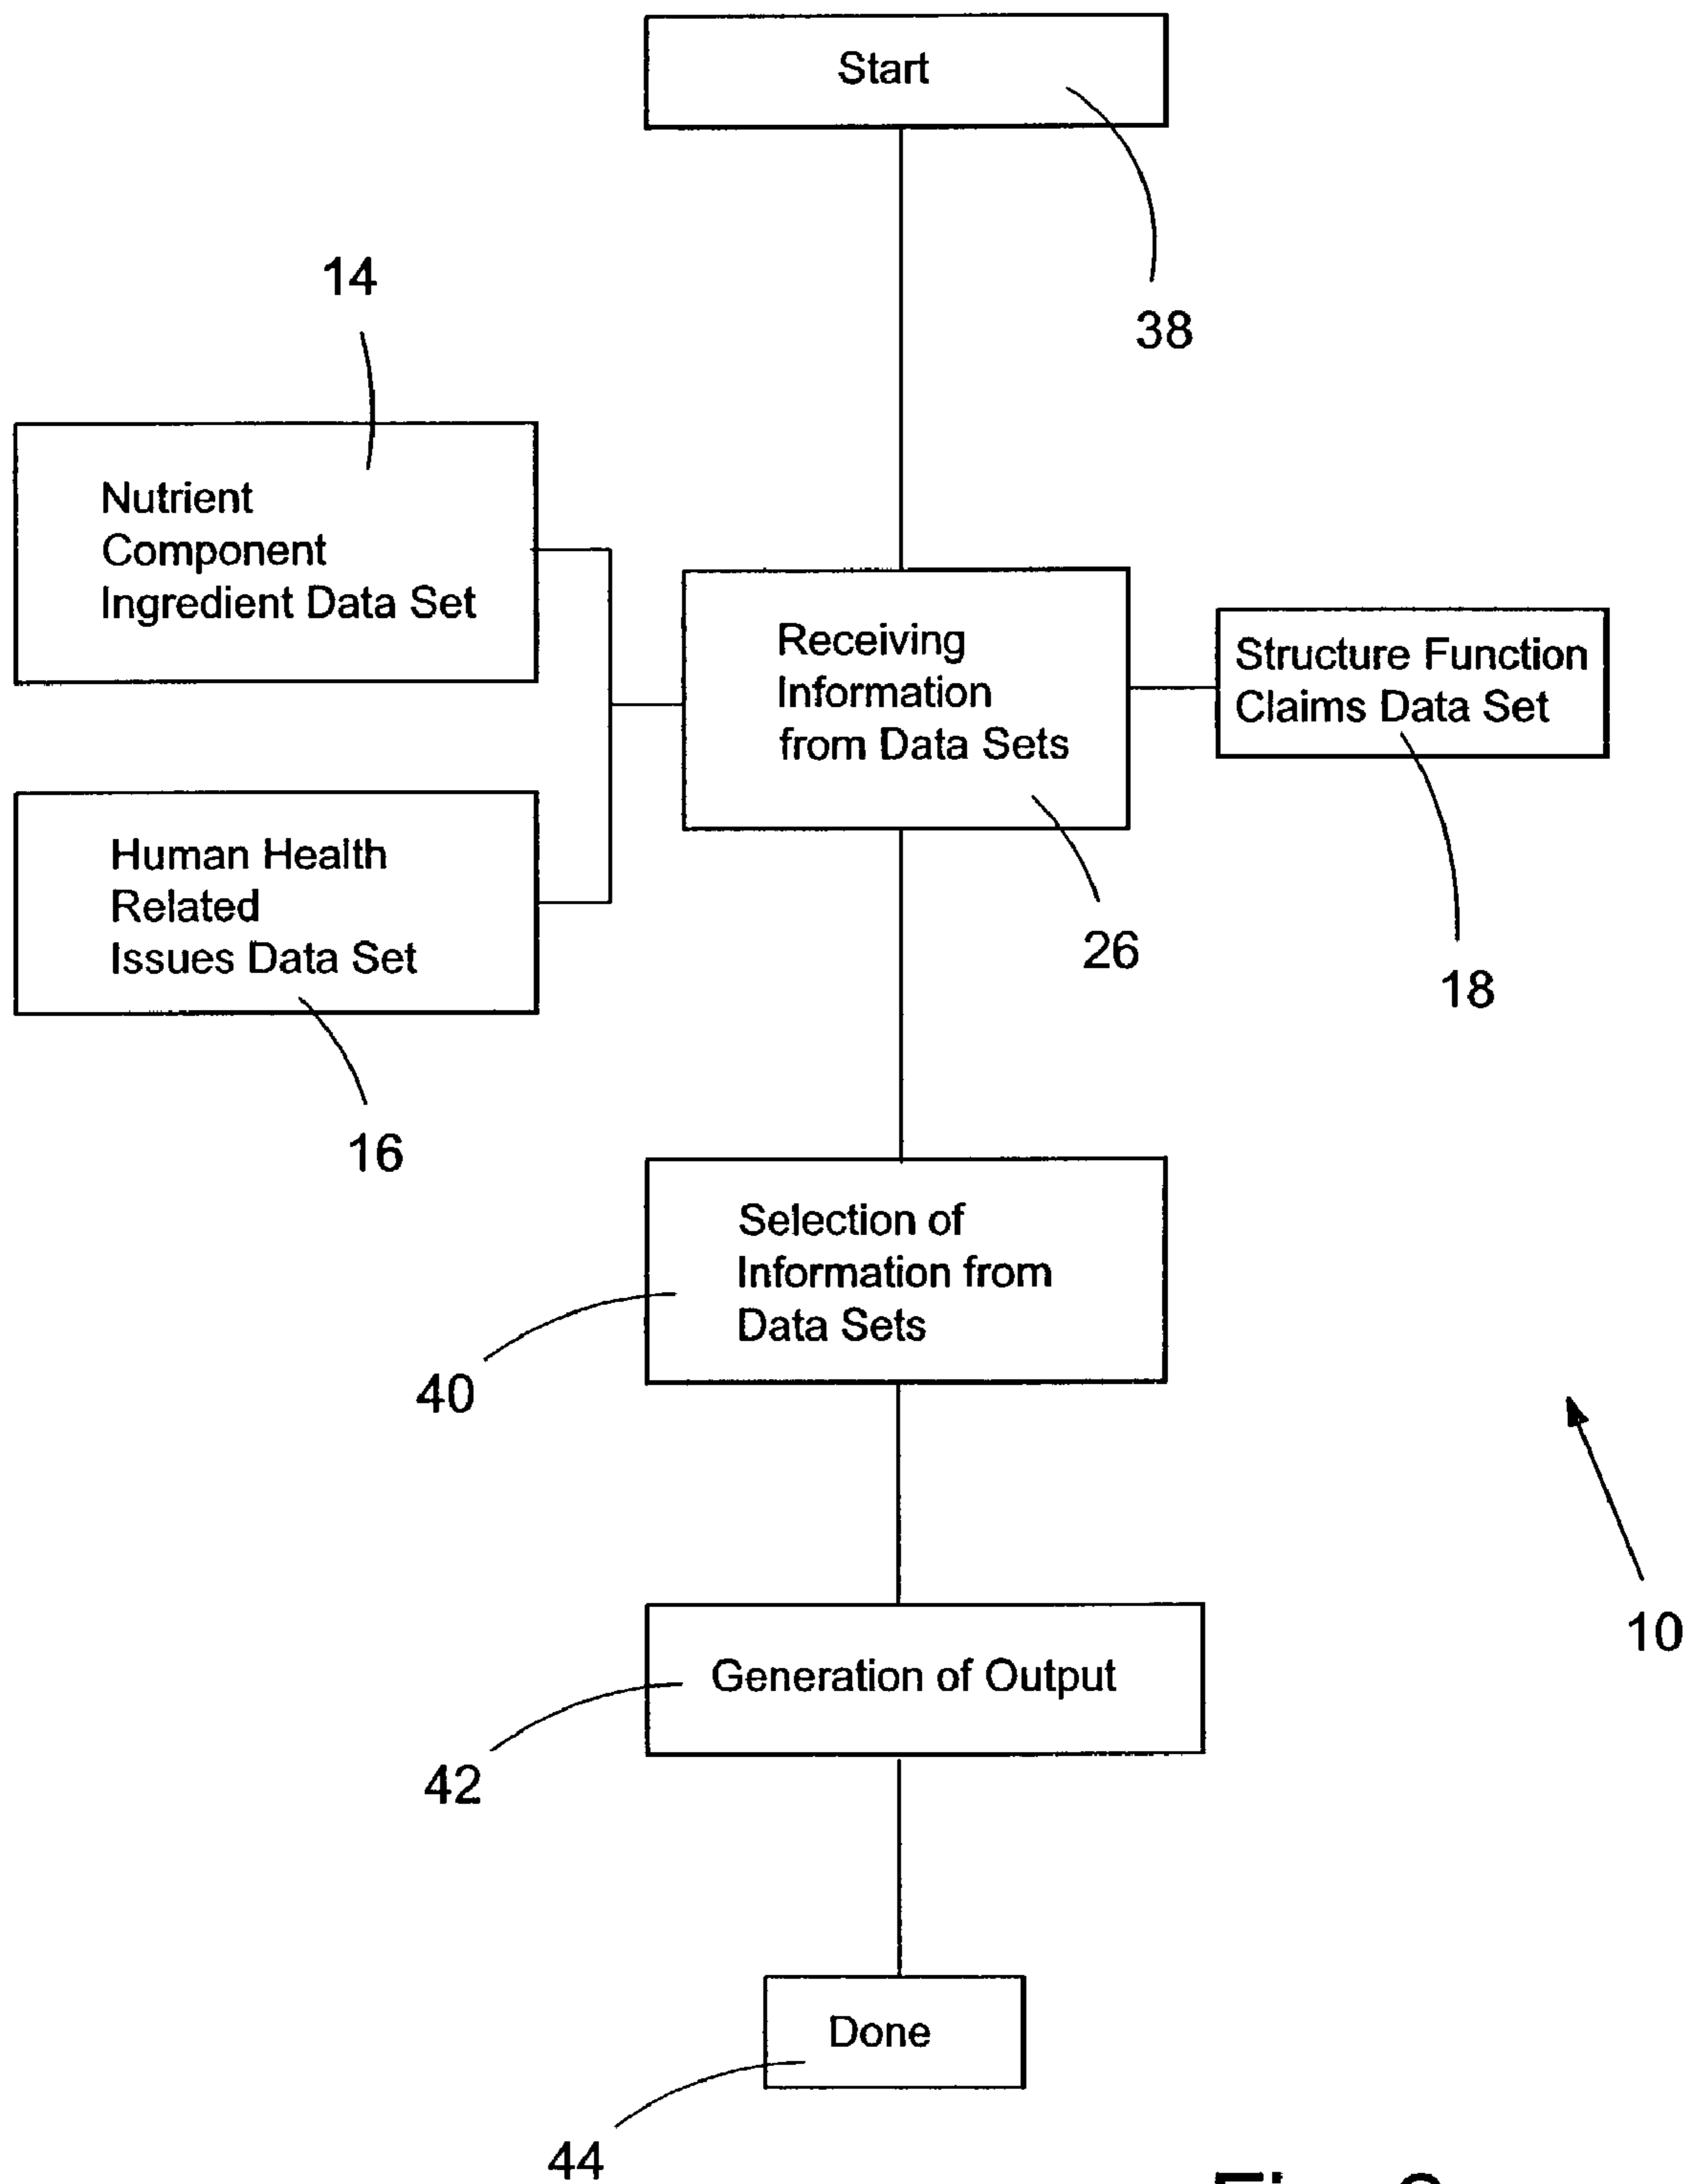 Start
38
14
Nutrient
Component
Ingredient Data Set
Receiving
Information
from Data Sets
26
Structure Function
Claims Data Set
18
Human Health
Related
Issues Data Set
16
Selection of
Information from
Data Sets
40
10
Generation of Output
42
Done
44